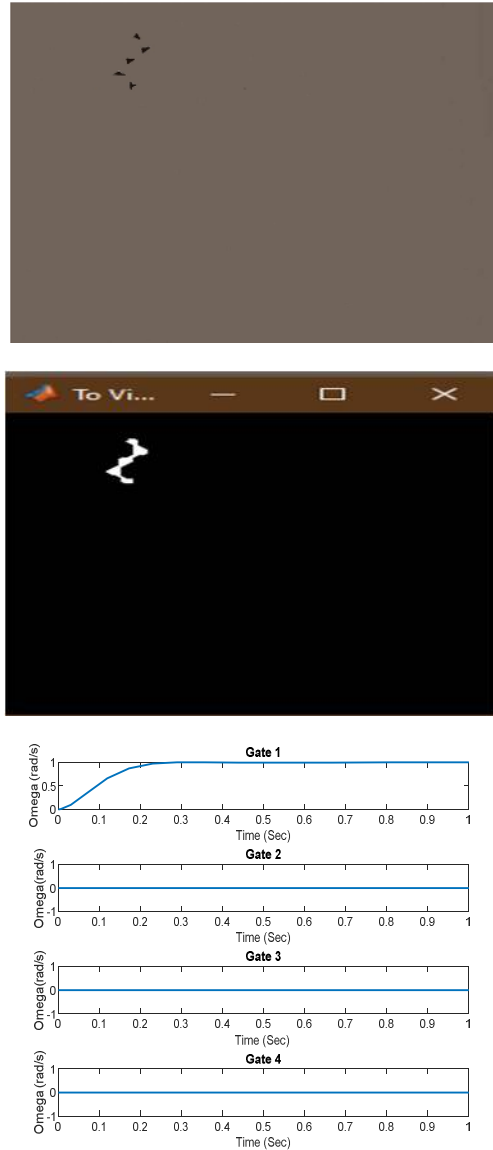 To Vi...
Gate 1
Omega (rad/s)
1
0.5
0
0 0.1 0.2 0.3 0.4 0.5 0.6 0.7 0.8 0.9 1
Time (Sec)
Gate 2
Omega(rad/s)
1
0
-1
0 0.1 0.2 0.3 0.4 0.5 0.6 0.7 0.8 0.9 1
Time (Sec)
Gate 3
Omega(rad/s)
1
0
-1
0 0.1 0.2 0.3 0.4 0.5 0.6 0.7 0.8 0.9 1
Time (Sec)
Gate 4
Omega (rad/s)
1
0
-1
0 0.1 0.2 0.3 0.4 0.5 0.6 0.7 0.8 0.9 1
Time (Sec)